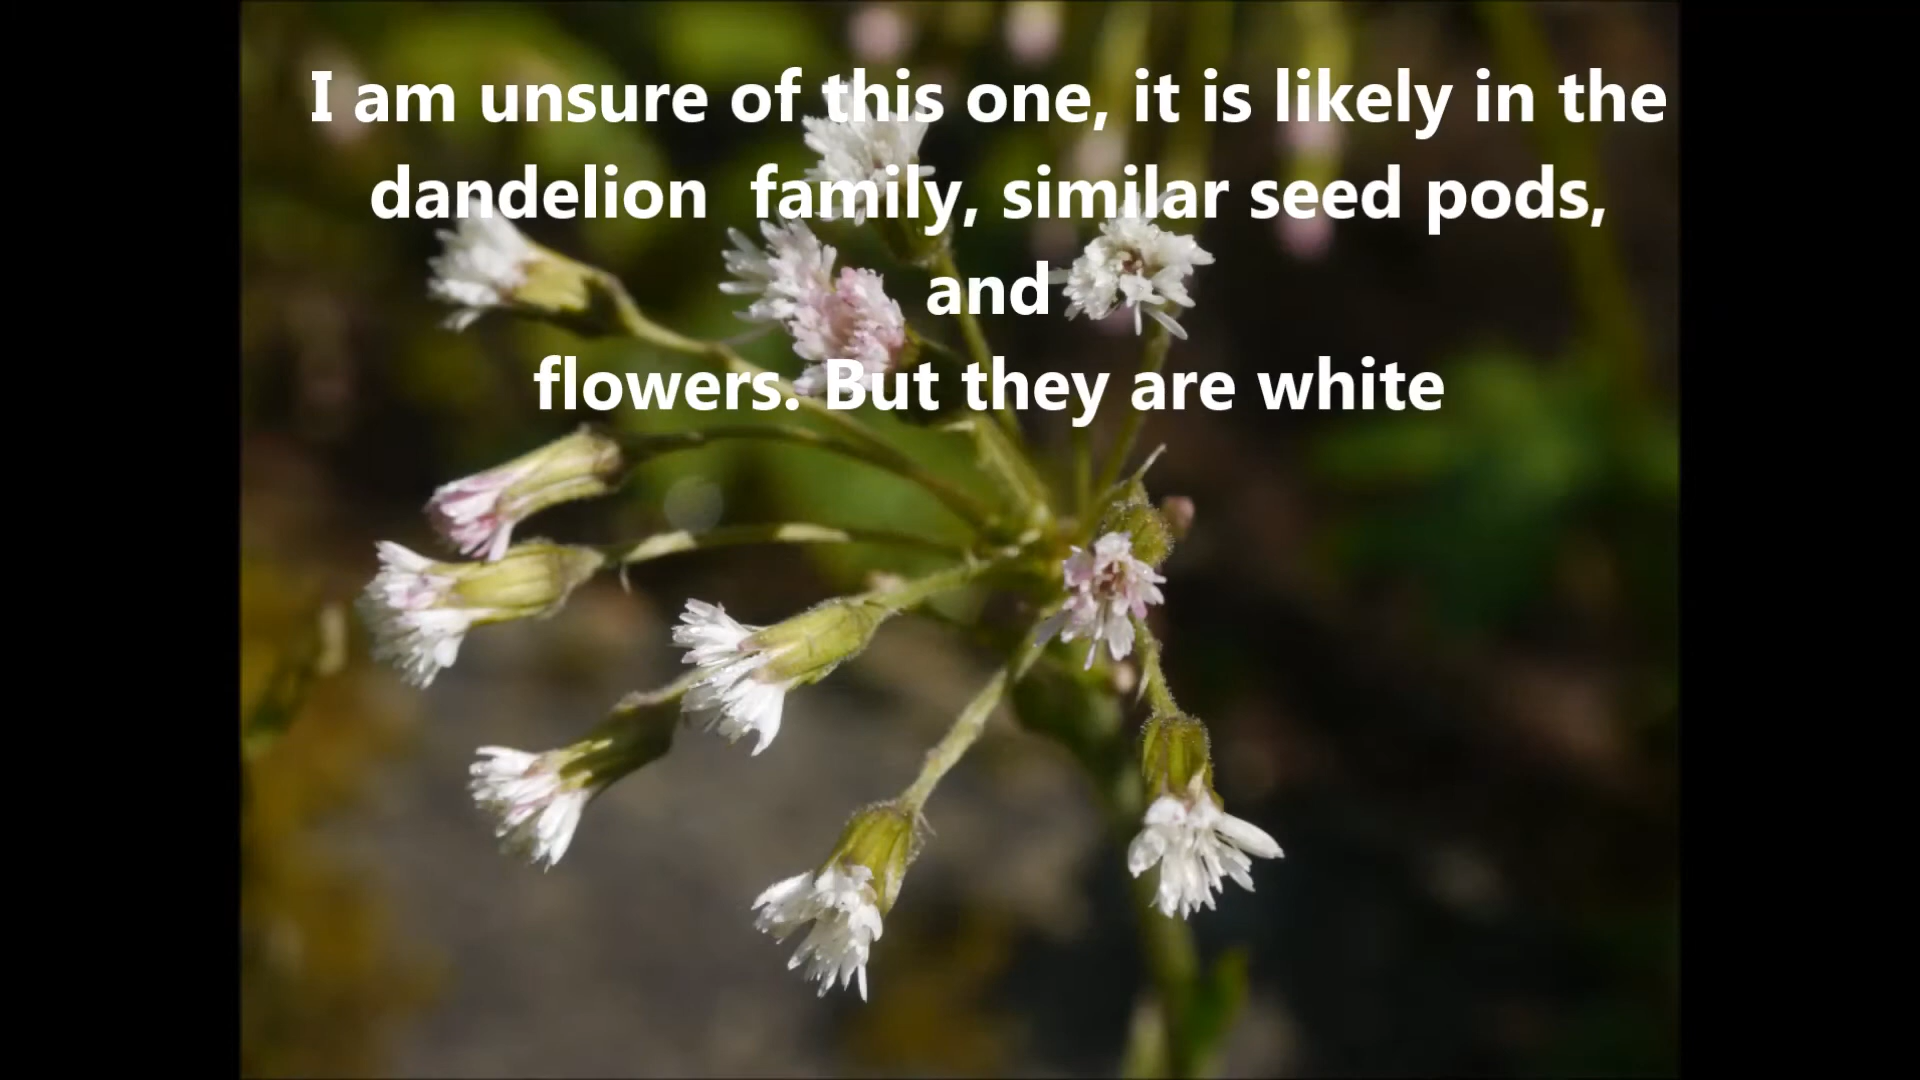 I am unsure of this one, it is likely in the
dandelion  family, similar seed pods,
and
flowers. But they are white